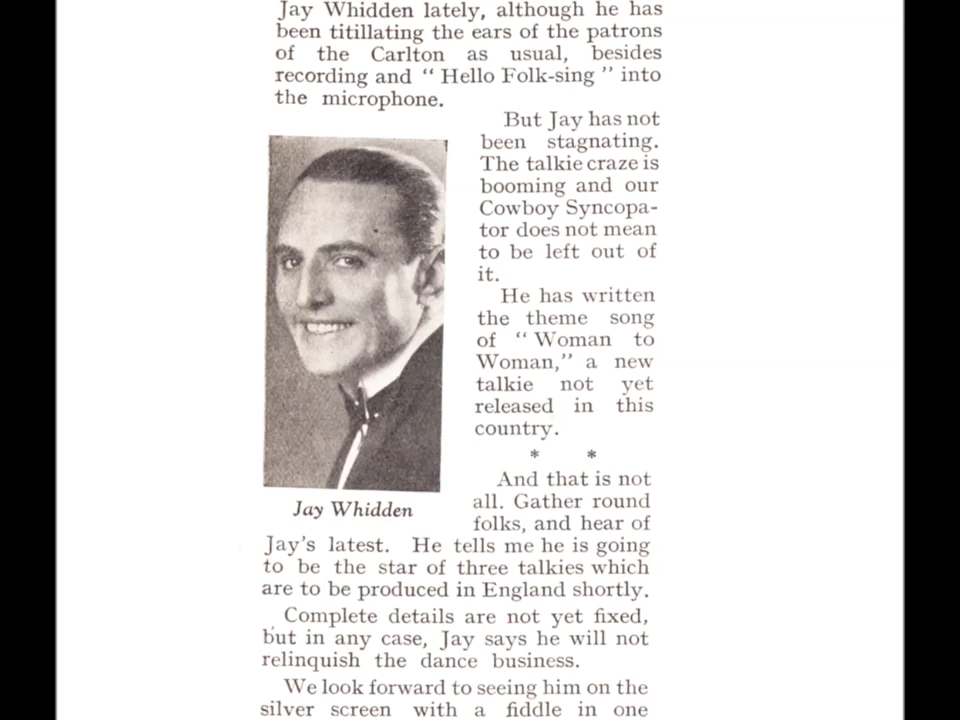 Jay Whidden lately, although he has
been titillating the ears of the patrons
of the Carlton as usual, besides
recording and “ Hello Folk-sing ” into
the microphone.
But Jay has not
been stagnating.
The talkie craze is
booming and our
Cowboy Syncopa-
tor does not mean
to be left out of
it.
He has written
the theme song
of “ Woman to
Woman,” a new
talkie not yet
released in this
country.
* *
And that is not
all. Gather round
folks, and hear of
Jay Whidden
Jay's latest. He tells me he is going
to be the star of three talkies which
are to be produced in England shortly.
Complete details are not yet fixed,
but in any case, Jay says he will not
relinquish the dance business.
We look forward to seeing him on the
silver screen with a fiddle in one